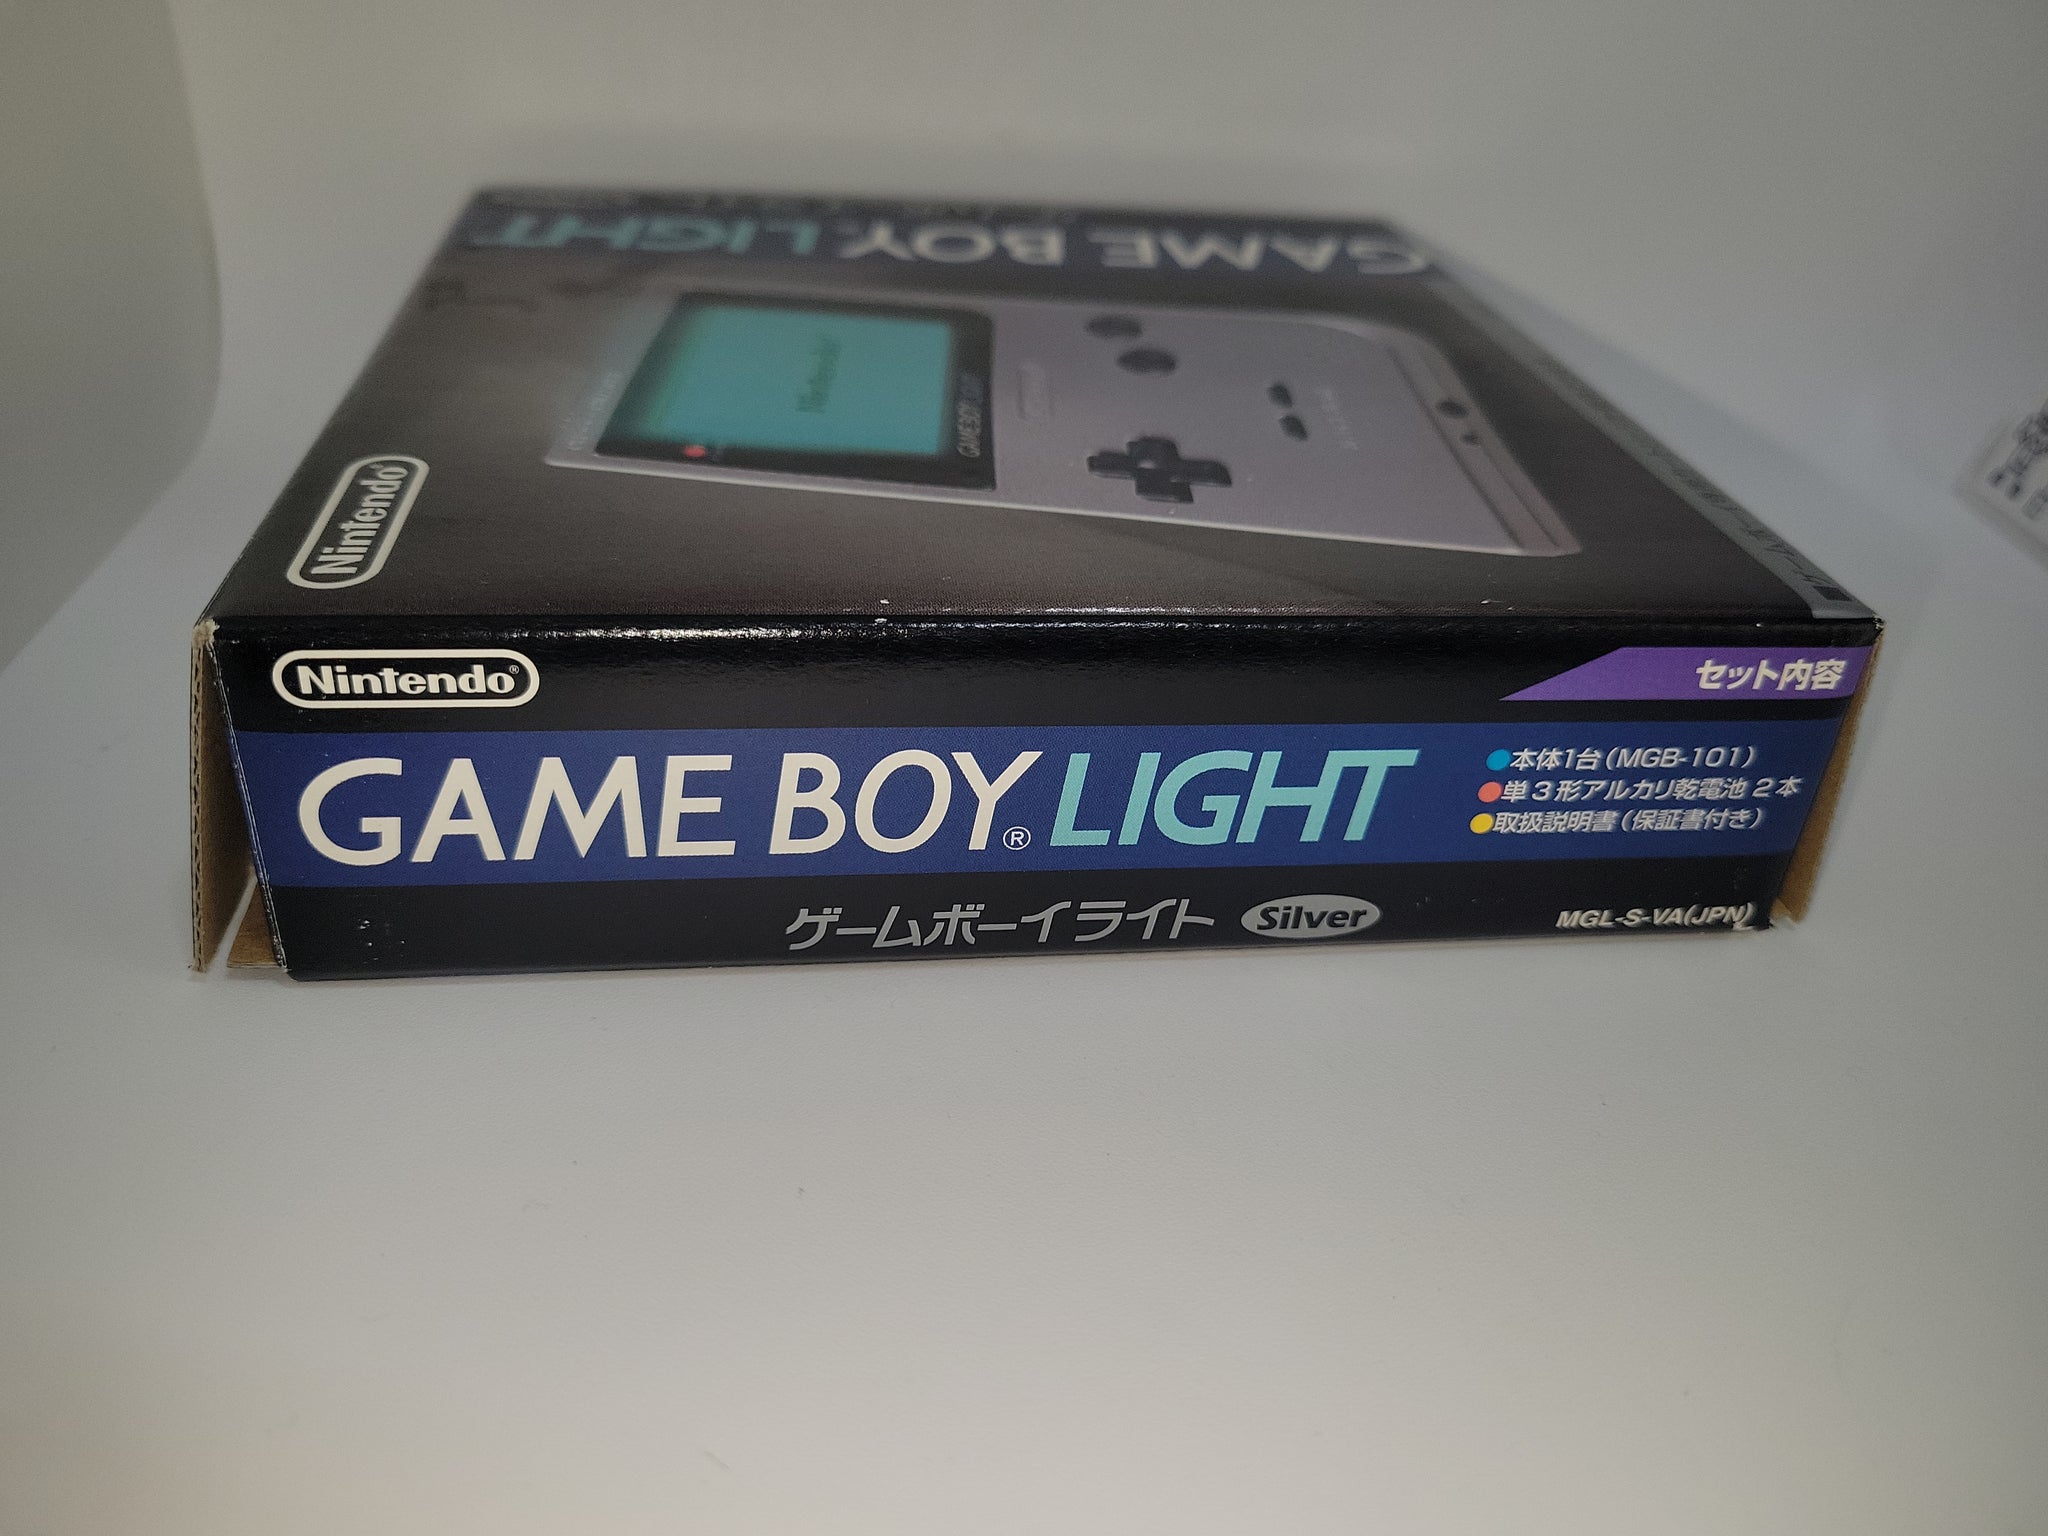 GAME BOY LIGHT
Nintendo
GAME BOY
Nintendo
Nintendo®
セット内容
GAME BOY® LIGHT
●本体1台(MGB-101)
●単3形アルカリ乾電池2本
●取扱説明書(保証書付き)
ゲームボーイライト Silver
MGL-S-VA(JPN)